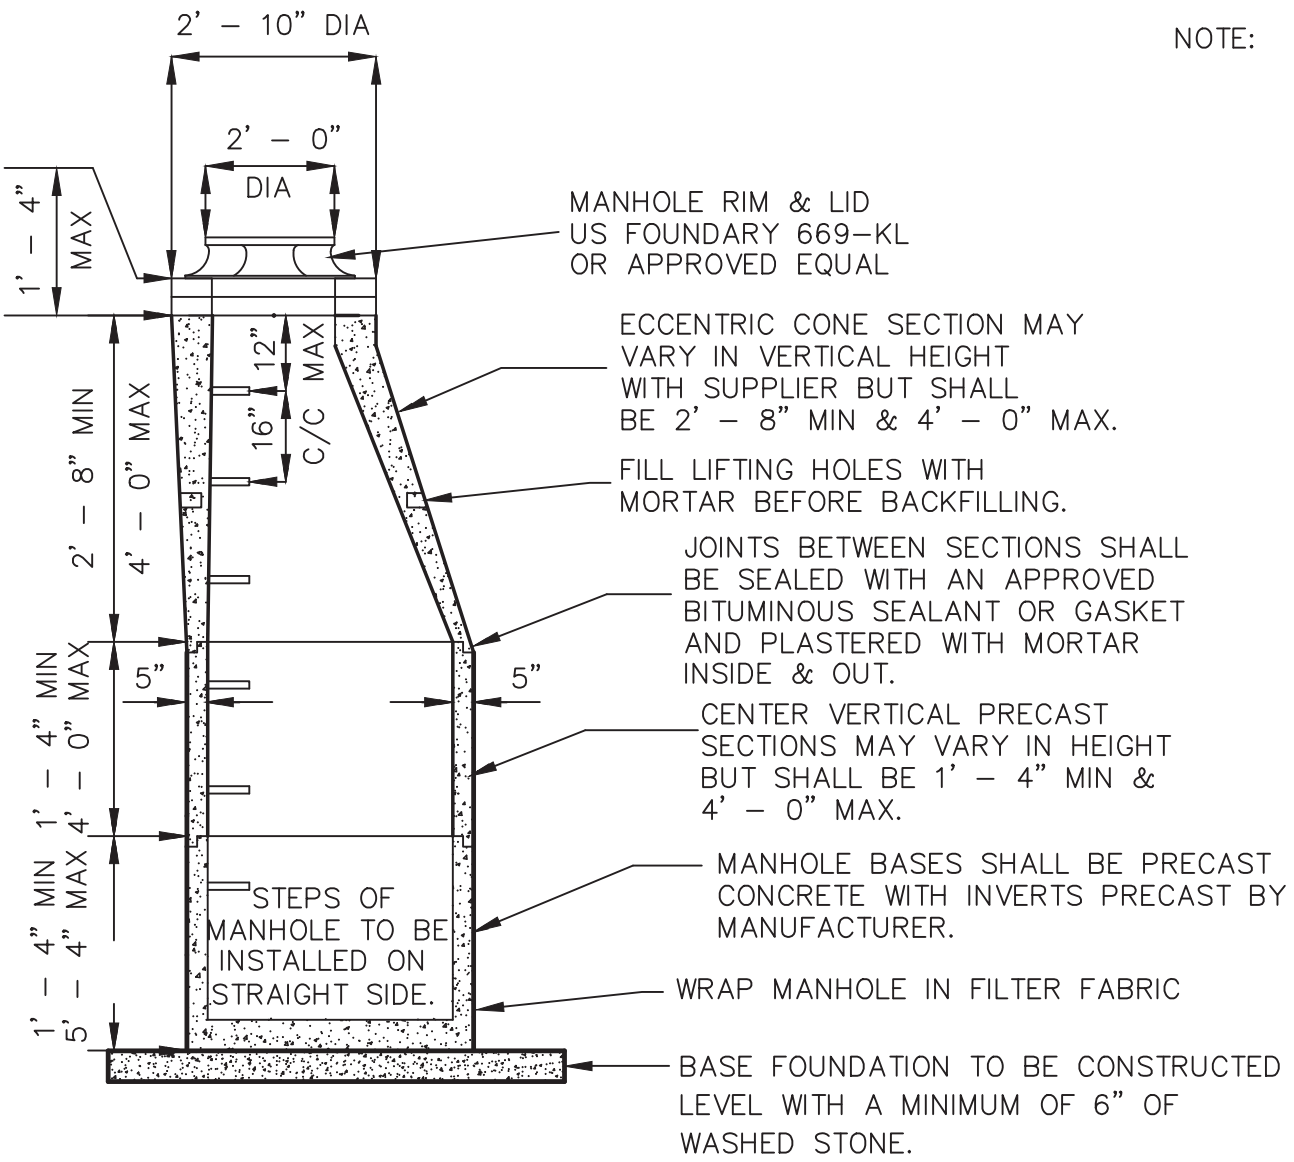 2' – 10" DIA
NOTE:
2' – 0"
DIA
1' – 4"
MAX
MANHOLE RIM & LID
US FOUNDARY 669–KL
OR APPROVED EQUAL
ECCENTRIC CONE SECTION MAY
VARY IN VERTICAL HEIGHT
WITH SUPPLIER BUT SHALL
BE 2' – 8" MIN & 4' – 0" MAX.
12"
MAX
16"
C/C
2' – 8" MIN
4' – 0" MAX
FILL LIFTING HOLES WITH
MORTAR BEFORE BACKFILLING.
JOINTS BETWEEN SECTIONS SHALL
BE SEALED WITH AN APPROVED
BITUMINOUS SEALANT OR GASKET
AND PLASTERED WITH MORTAR
INSIDE & OUT.
5"
5"
1' – 4" MIN
4' – 0" MAX
CENTER VERTICAL PRECAST
SECTIONS MAY VARY IN HEIGHT
BUT SHALL BE 1' – 4" MIN &
4' – 0" MAX.
1' – 4" MIN
5' – 4" MAX
MANHOLE BASES SHALL BE PRECAST
CONCRETE WITH INVERTS PRECAST BY
MANUFACTURER.
STEPS OF
MANHOLE TO BE
INSTALLED ON
STRAIGHT SIDE.
WRAP MANHOLE IN FILTER FABRIC
BASE FOUNDATION TO BE CONSTRUCTED
LEVEL WITH A MINIMUM OF 6" OF
WASHED STONE.